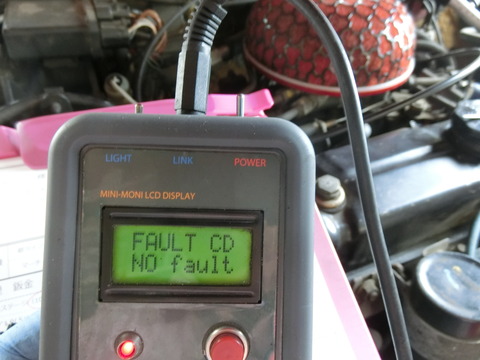 LIGHT LINK POWER
MINI-MONI LCD DISPLAY
FAULT CD
NO fault